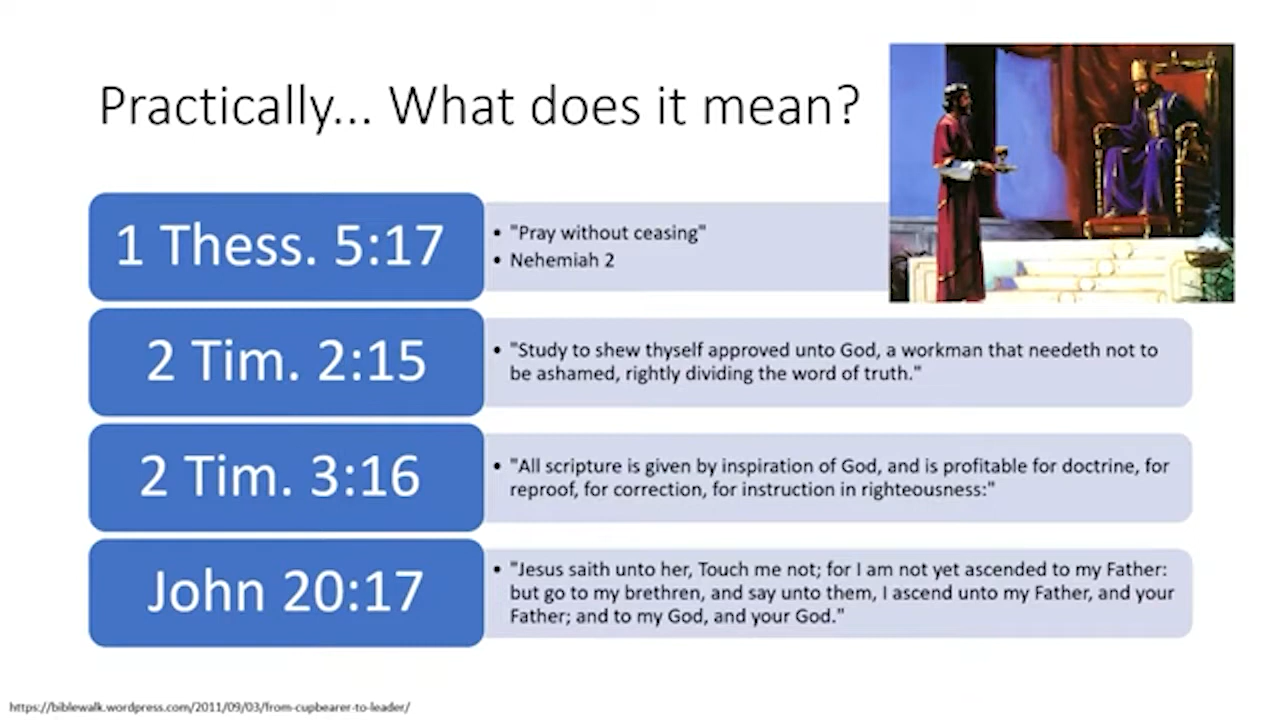 Practically... What does it mean?
1 Thess. 5:17
• "Pray without ceasing"
• Nehemiah 2
2 Tim. 2:15
• "Study to shew thyself approved unto God, a workman that needeth not to
be ashamed, rightly dividing the word of truth."
2 Tim. 3:16
• "All scripture is given by inspiration of God, and is profitable for doctrine, for
reproof, for correction, for instruction in righteousness:"
John 20:17
• "Jesus saith unto her, Touch me not; for I am not yet ascended to my Father:
but go to my brethren, and say unto them, I ascend unto my Father, and your
Father; and to my God, and your God."
https://biblewalk.wordpress.com/2011/09/03/from-cupbearer-to-leader/